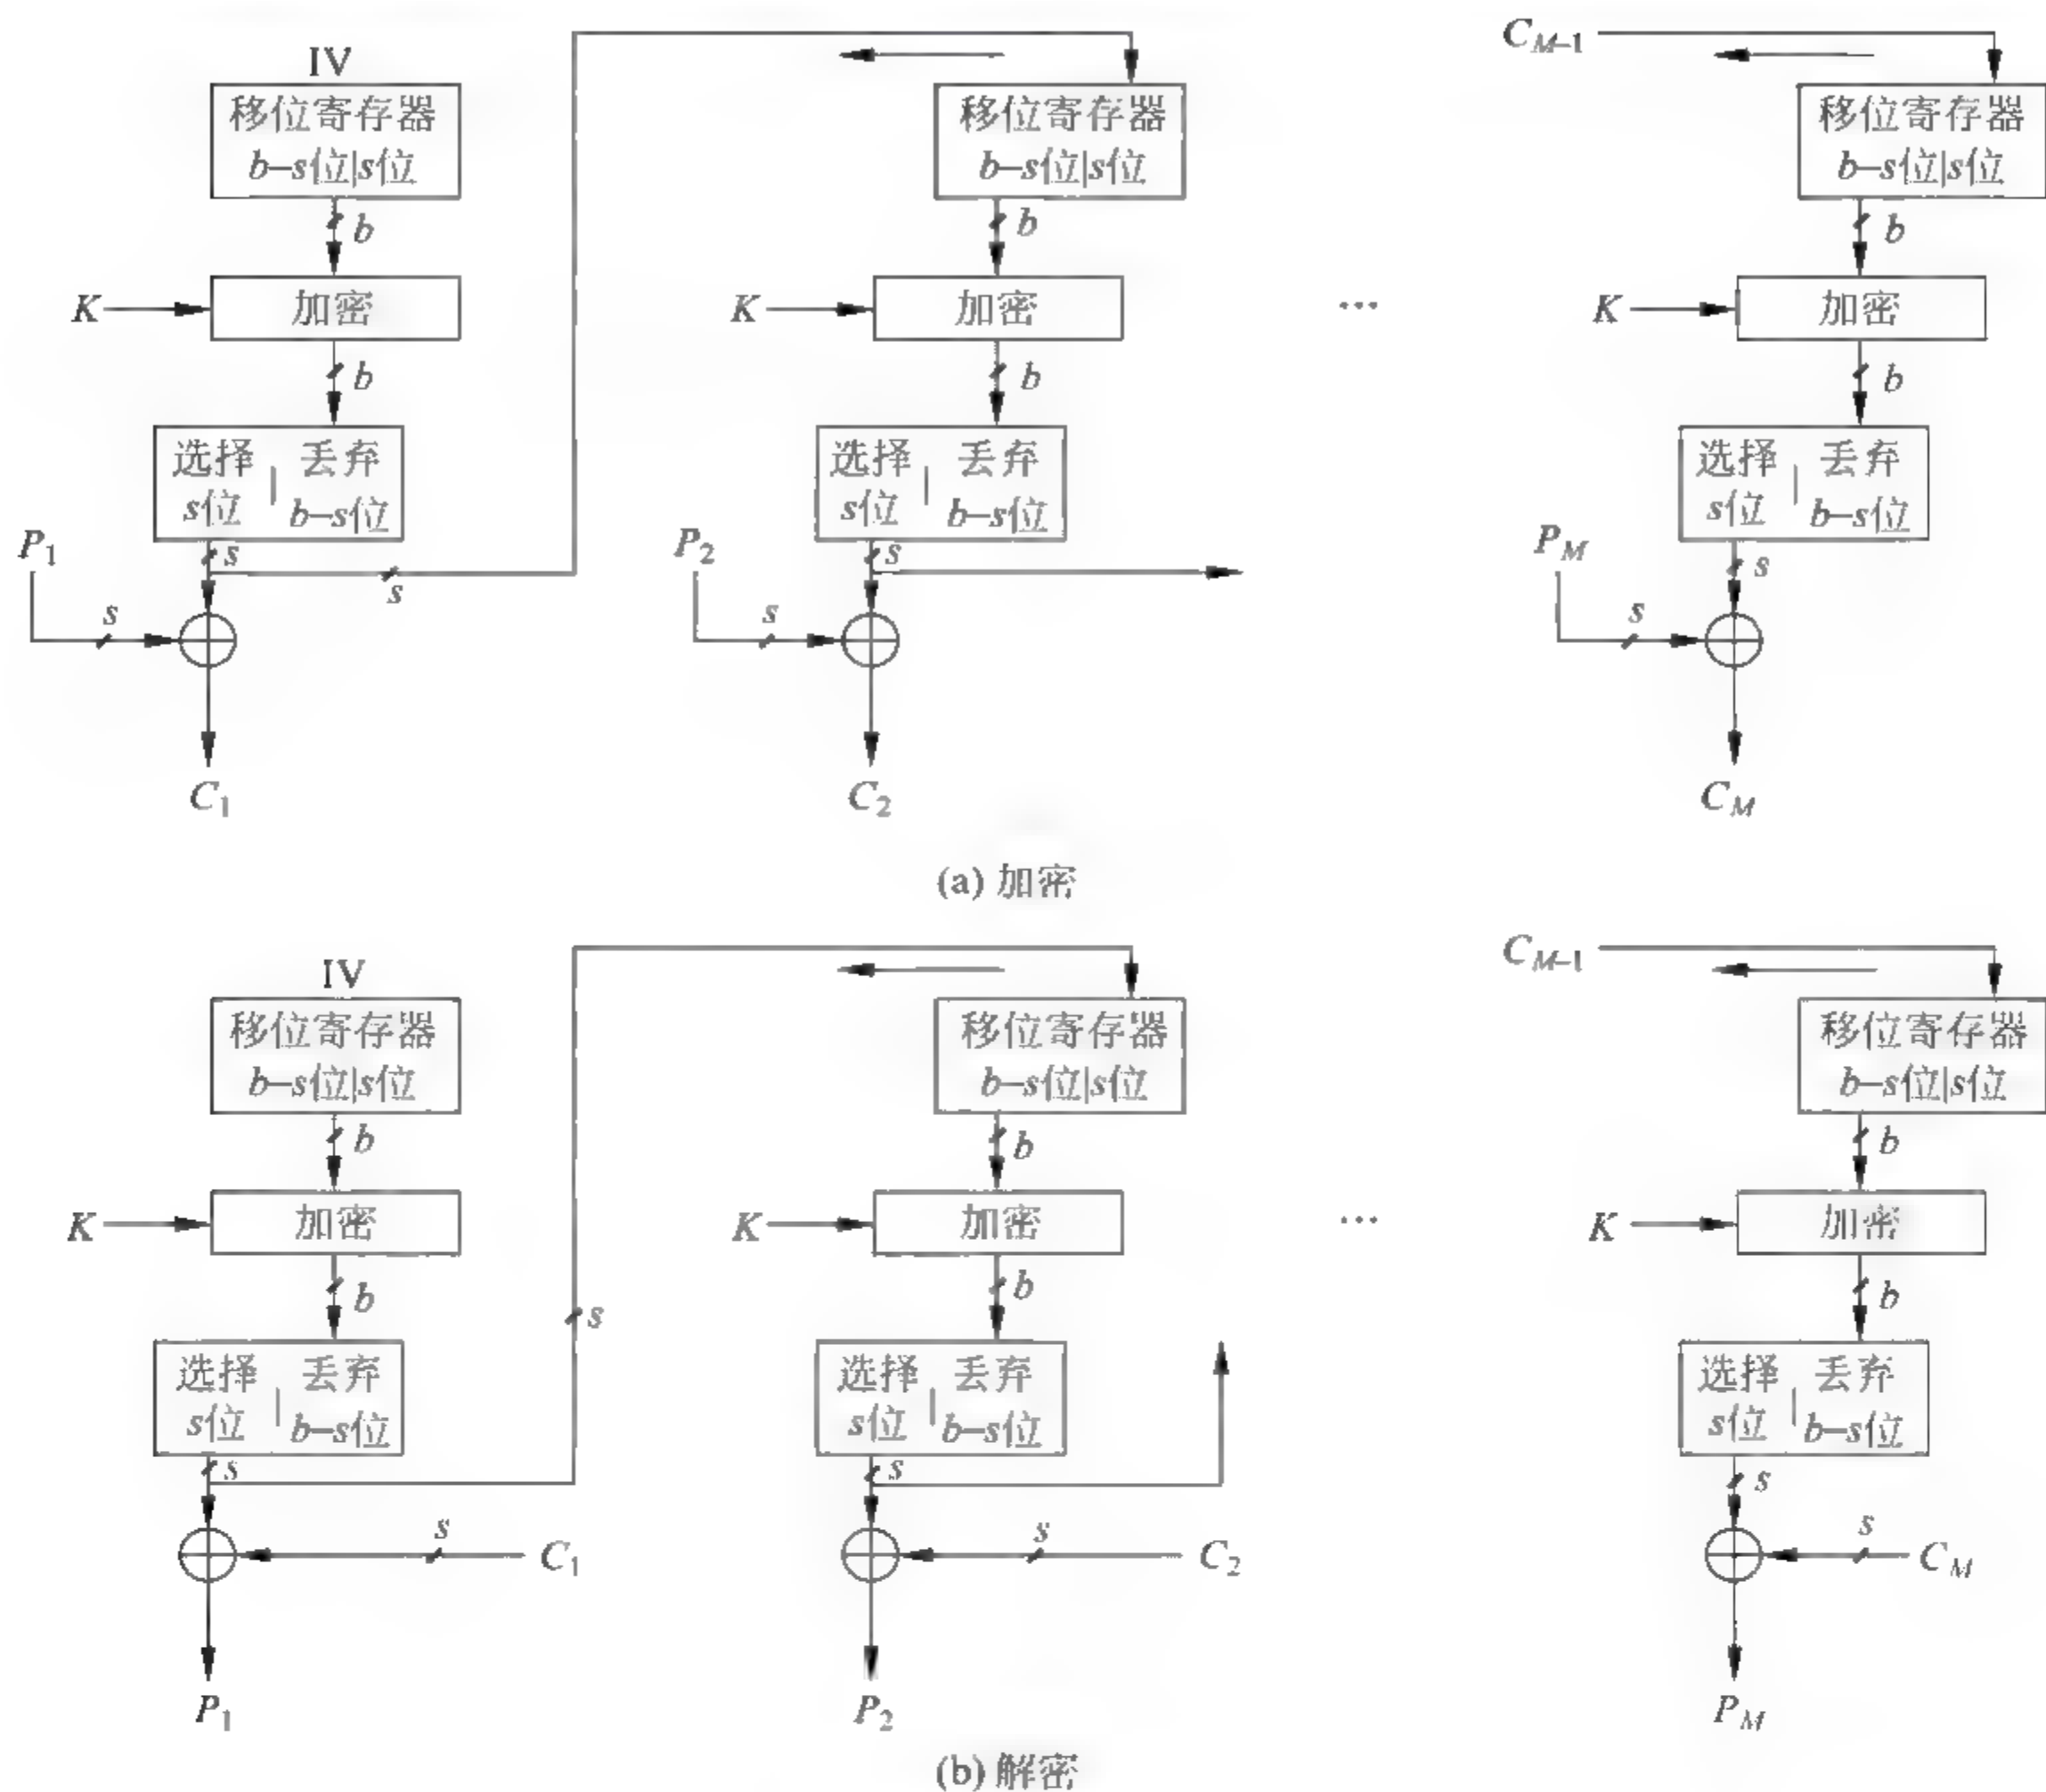 IV
C_{M-1}
移位寄存器
b–s位|s位
移位寄存器
b–s位|s位
移位寄存器
b–s位|s位
b
b
b
K
加密
K
加密
...
K
加密
b
b
b
选择 | 丢弃
s位 b–s位
选择 | 丢弃
s位 b–s位
选择 | 丢弃
s位 b–s位
P₁
s
s
s
P₂
s
s
P_M
s
s
C₁
C₂
C_M
(a) 加密
IV
C_{M-1}
移位寄存器
b–s位|s位
移位寄存器
b–s位|s位
移位寄存器
b–s位|s位
b
b
b
K
加密
K
加密
...
K
加密
b
s
b
b
选择 | 丢弃
s位 b–s位
选择 | 丢弃
s位 b–s位
选择 | 丢弃
s位 b–s位
s
s
s
s
C₁
s
C₂
s
C_M
P₁
P₂
P_M
(b) 解密